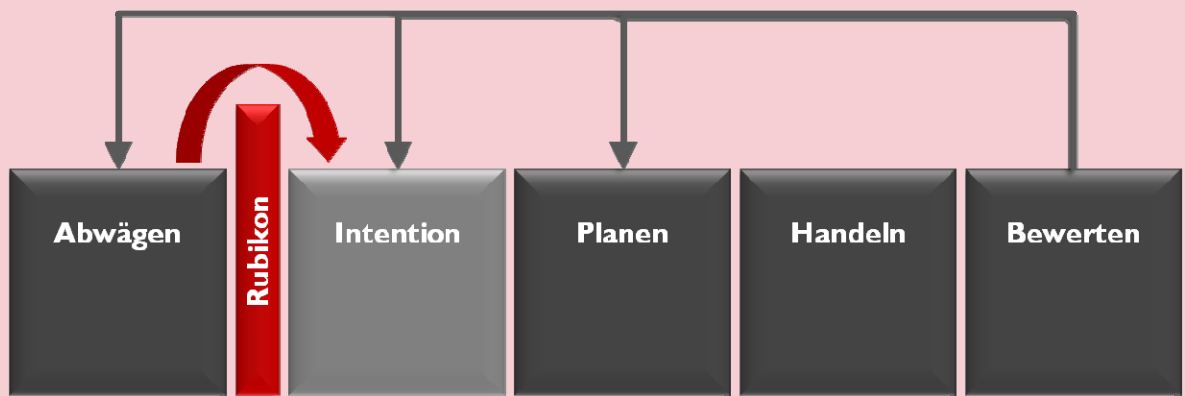 Abwägen
Rubikon
Intention
Planen
Handeln
Bewerten